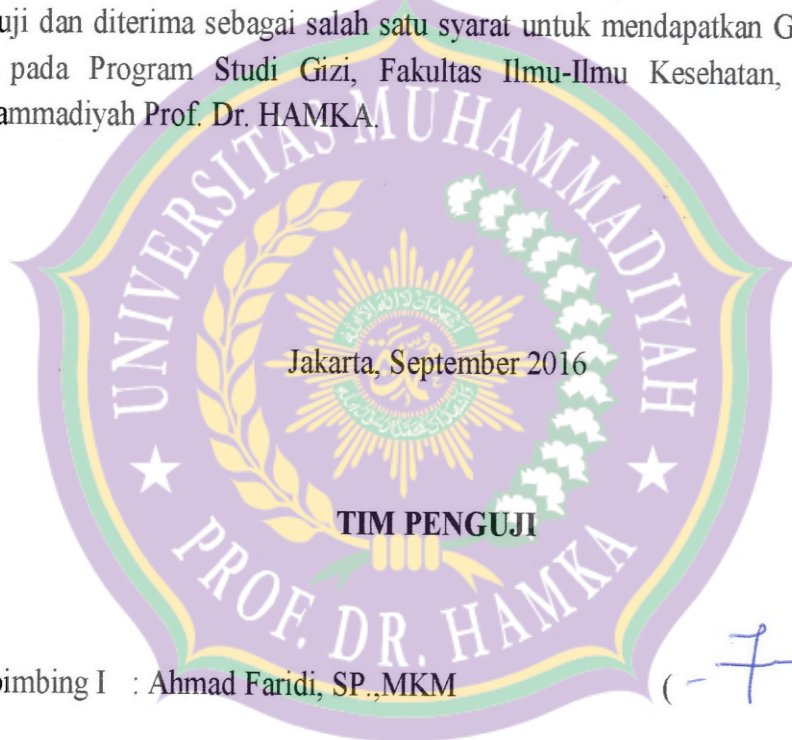 uji dan diterima sebagai salah satu syarat untuk mendapatkan G
pada Program Studi Gizi, Fakultas Ilmu-Ilmu Kesehatan,
ammadiyah Prof. Dr. HAMKA.
UNIVERSITAS MUHAMMADIYAH
Jakarta, September 2016
TIM PENGUJI
PROF. DR. HAMKA
bimbing I : Ahmad Faridi, SP.,MKM (